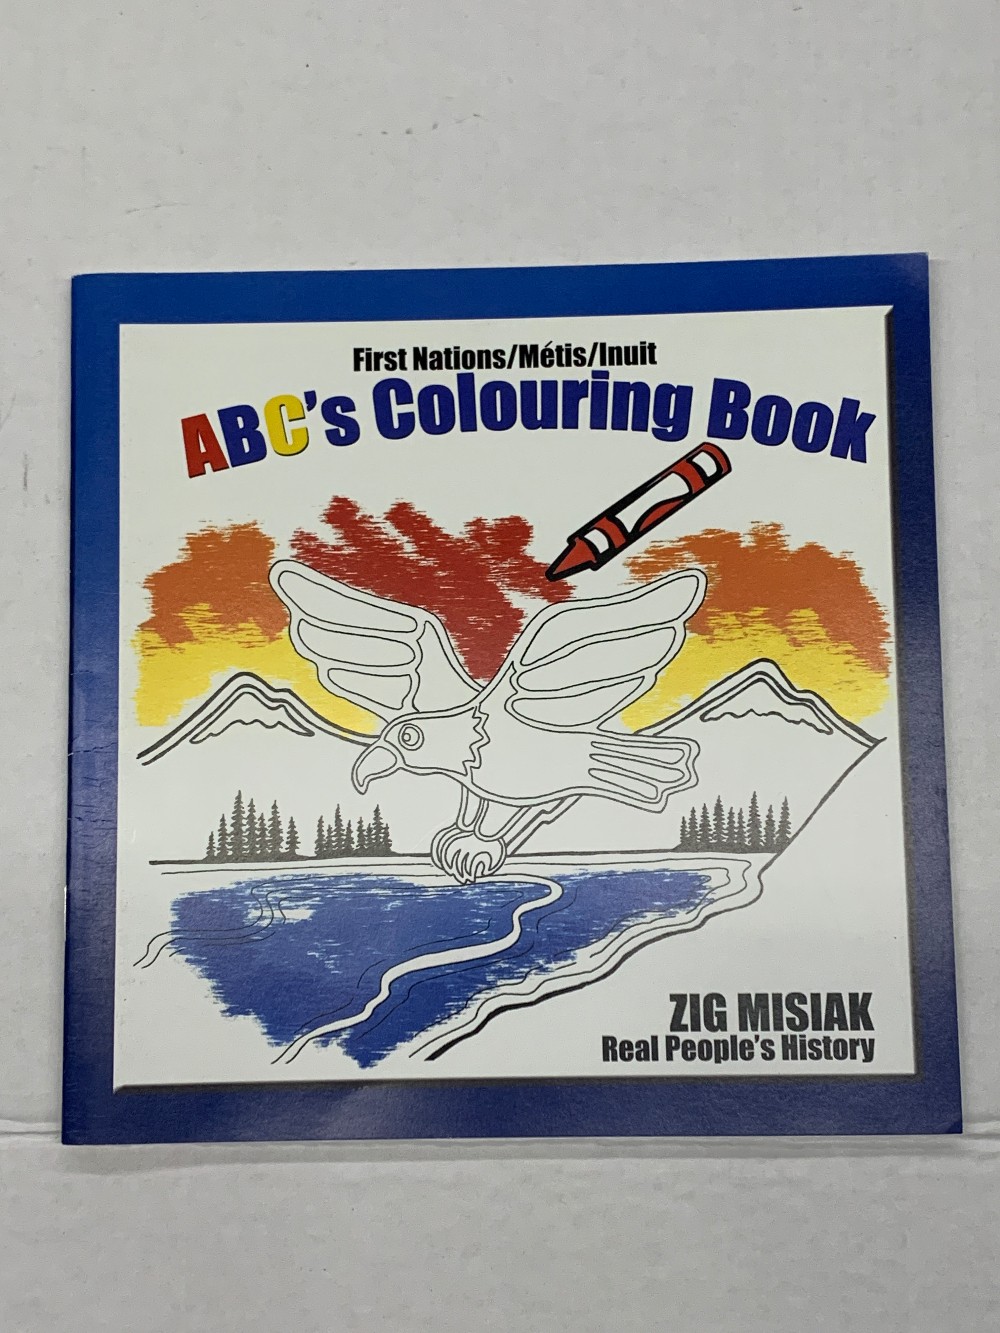 First Nations/Métis/Inuit
ABC's Colouring Book
ZIG MISIAK
Real People's History